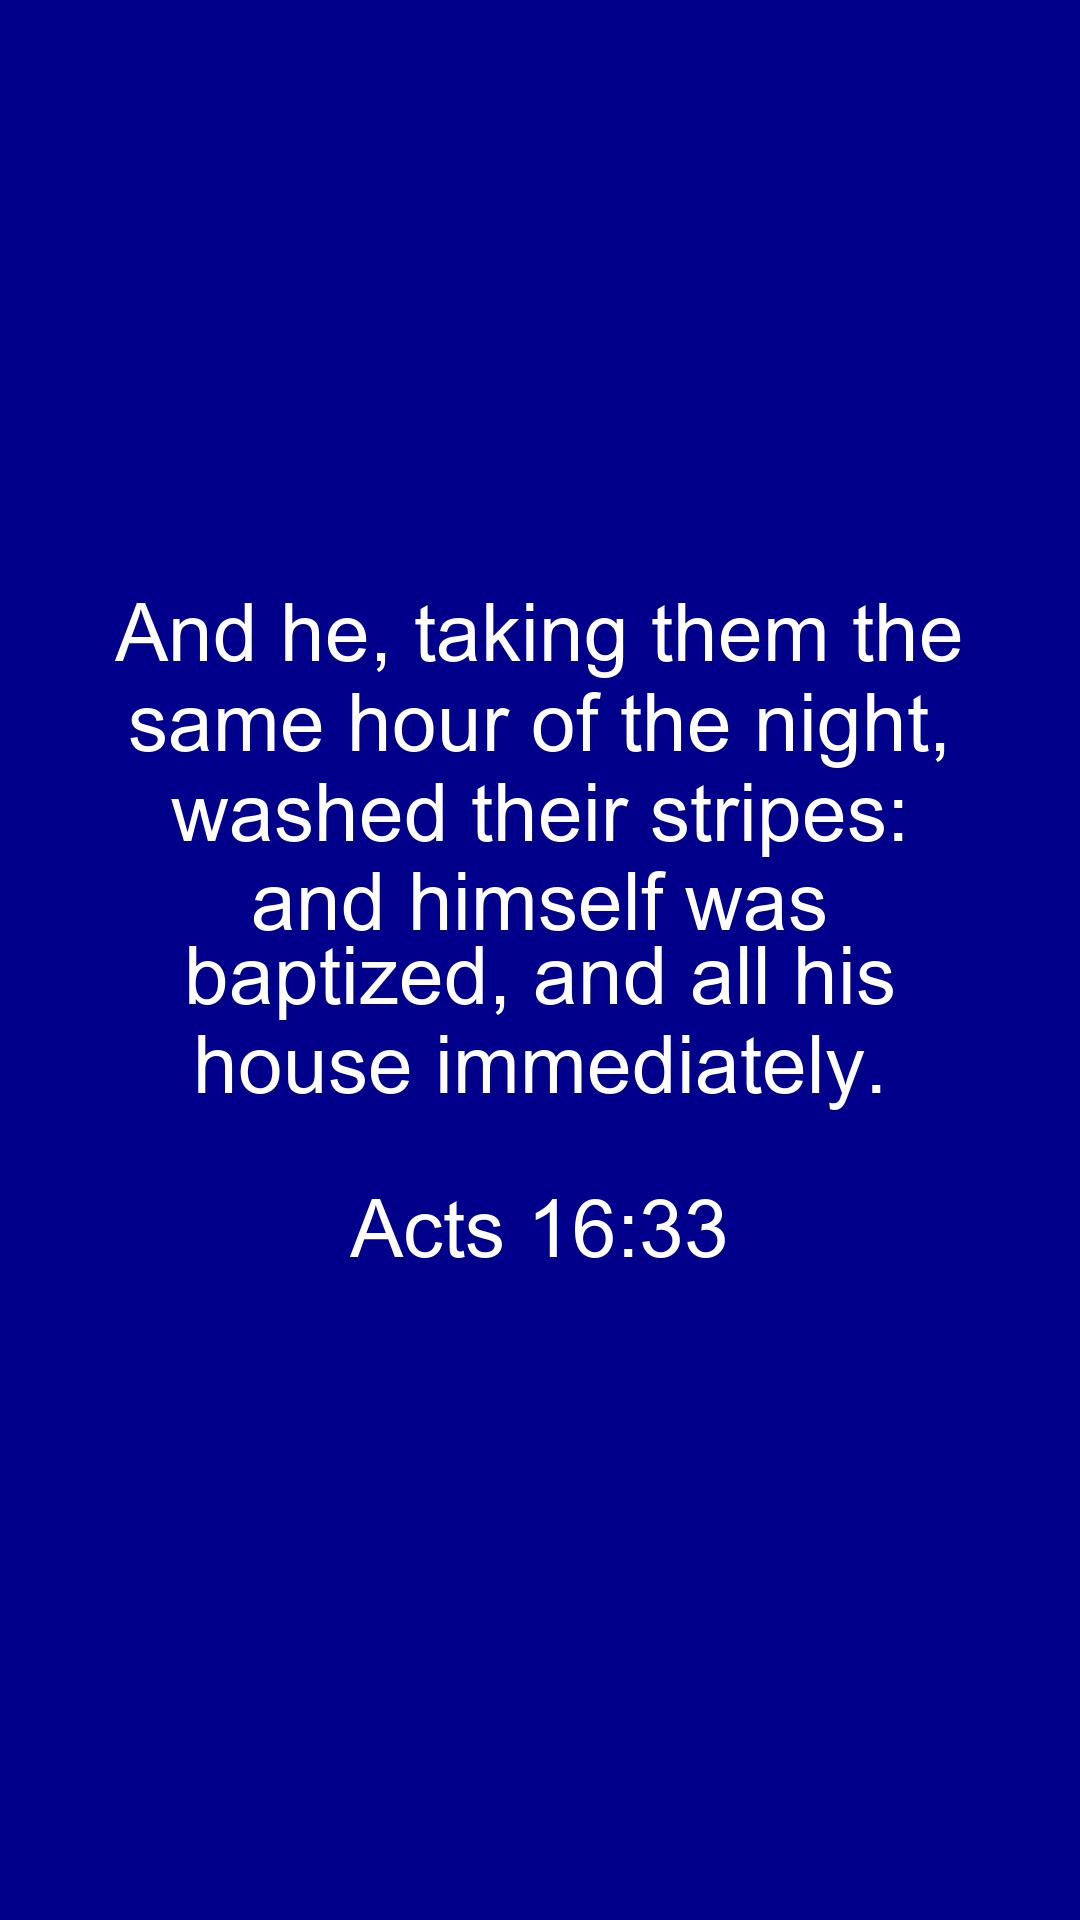 And he, taking them the
same hour of the night,
washed their stripes:
and himself was
baptized, and all his
house immediately.
Acts 16:33